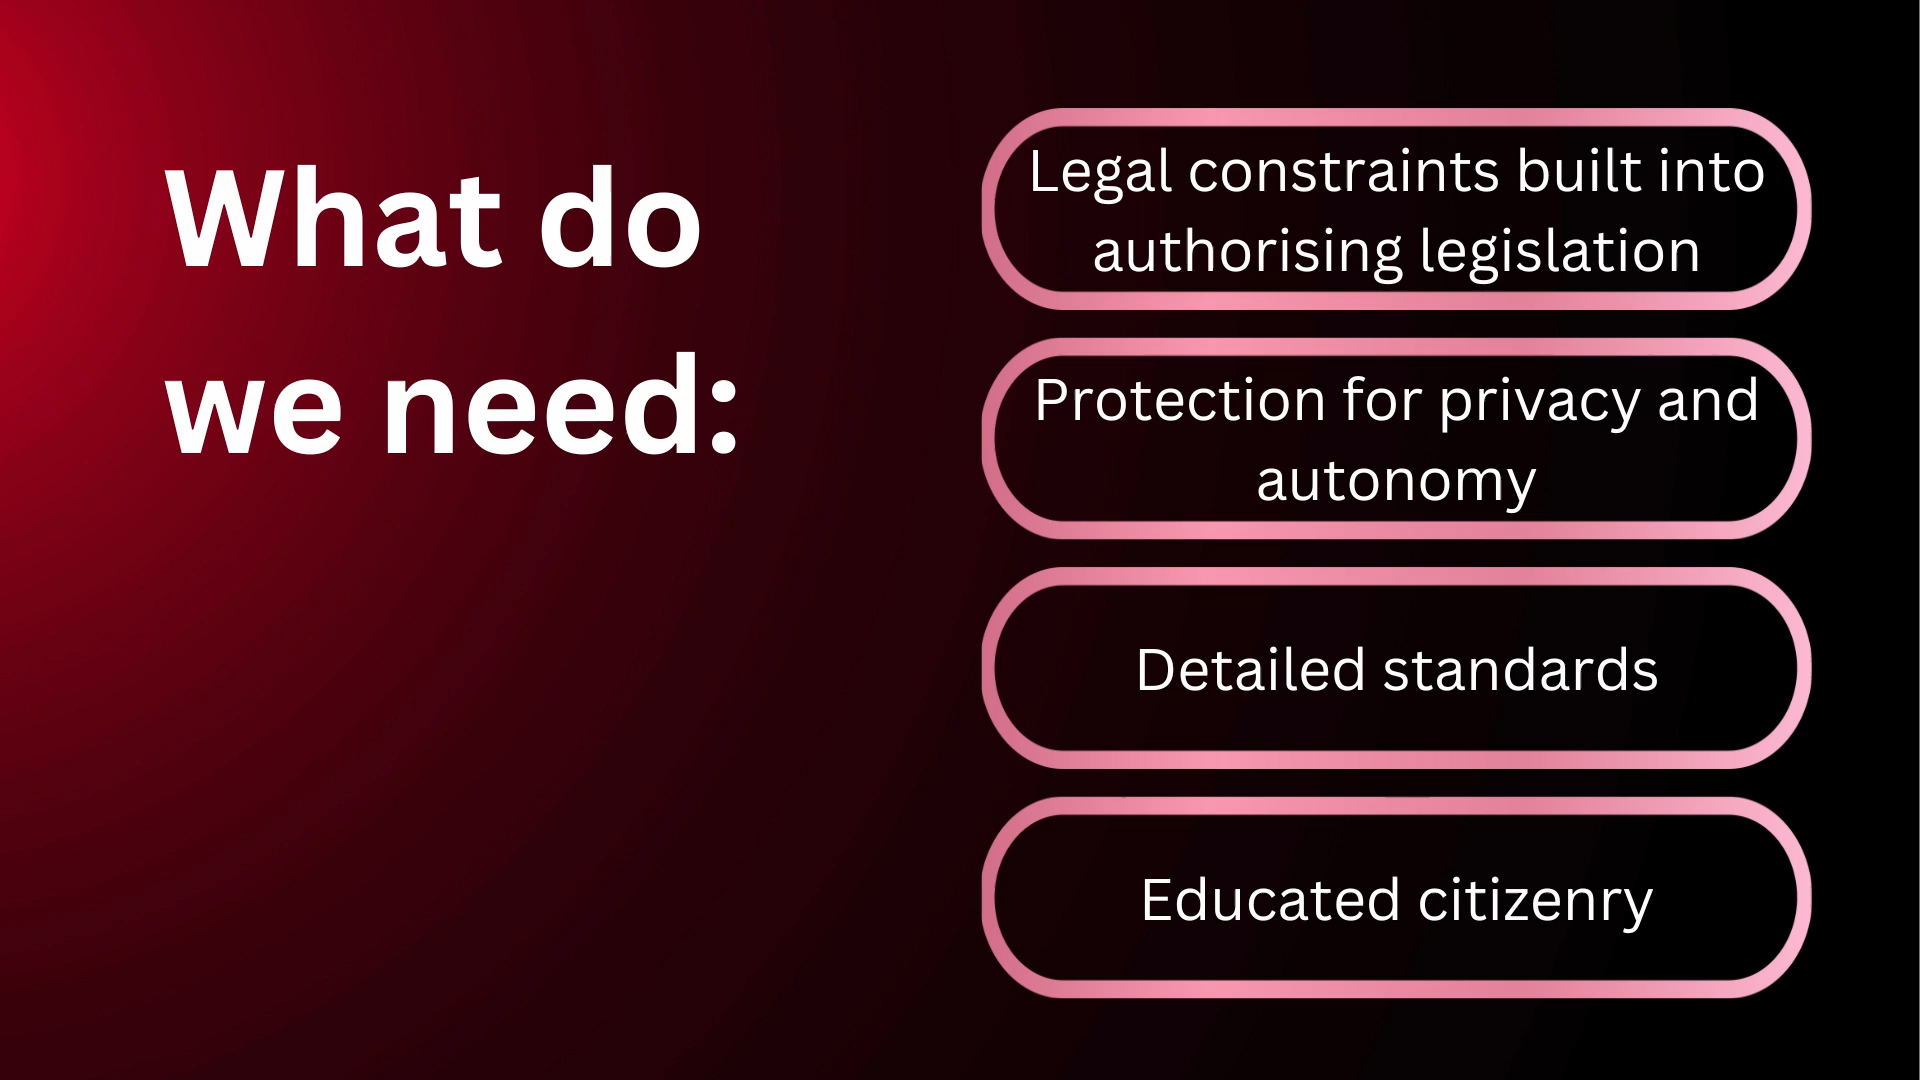 What do
we need:
Legal constraints built into
authorising legislation
Protection for privacy and
autonomy
Detailed standards
Educated citizenry